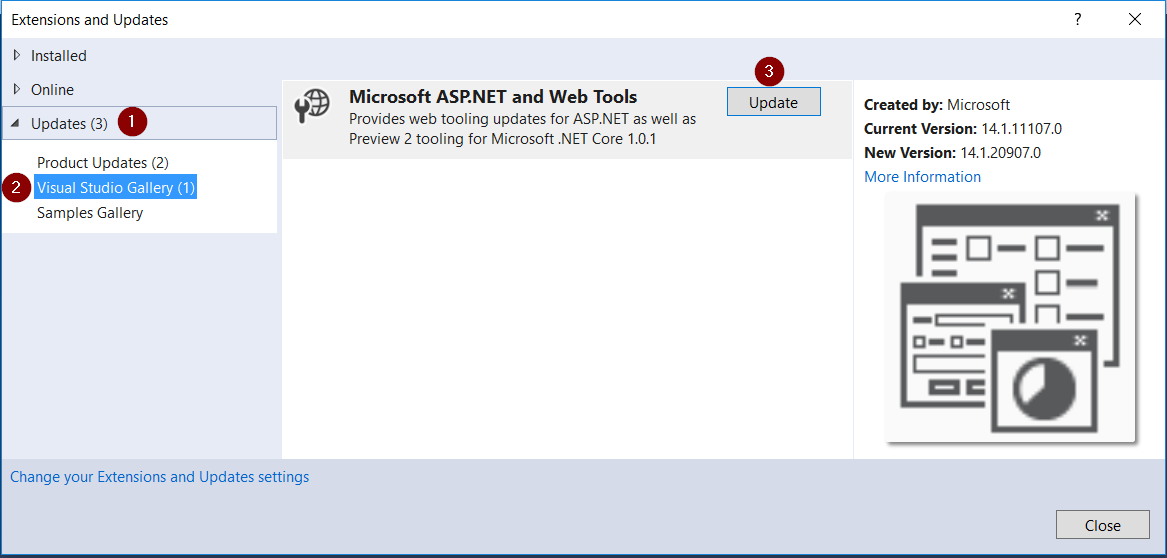 Extensions and Updates
?
Installed
Online
Updates (3)
1
Product Updates (2)
2
Visual Studio Gallery (1)
Samples Gallery
3
Microsoft ASP.NET and Web Tools
Update
Provides web tooling updates for ASP.NET as well as
Preview 2 tooling for Microsoft .NET Core 1.0.1
Created by: Microsoft
Current Version: 14.1.11107.0
New Version: 14.1.20907.0
More Information
Change your Extensions and Updates settings
Close